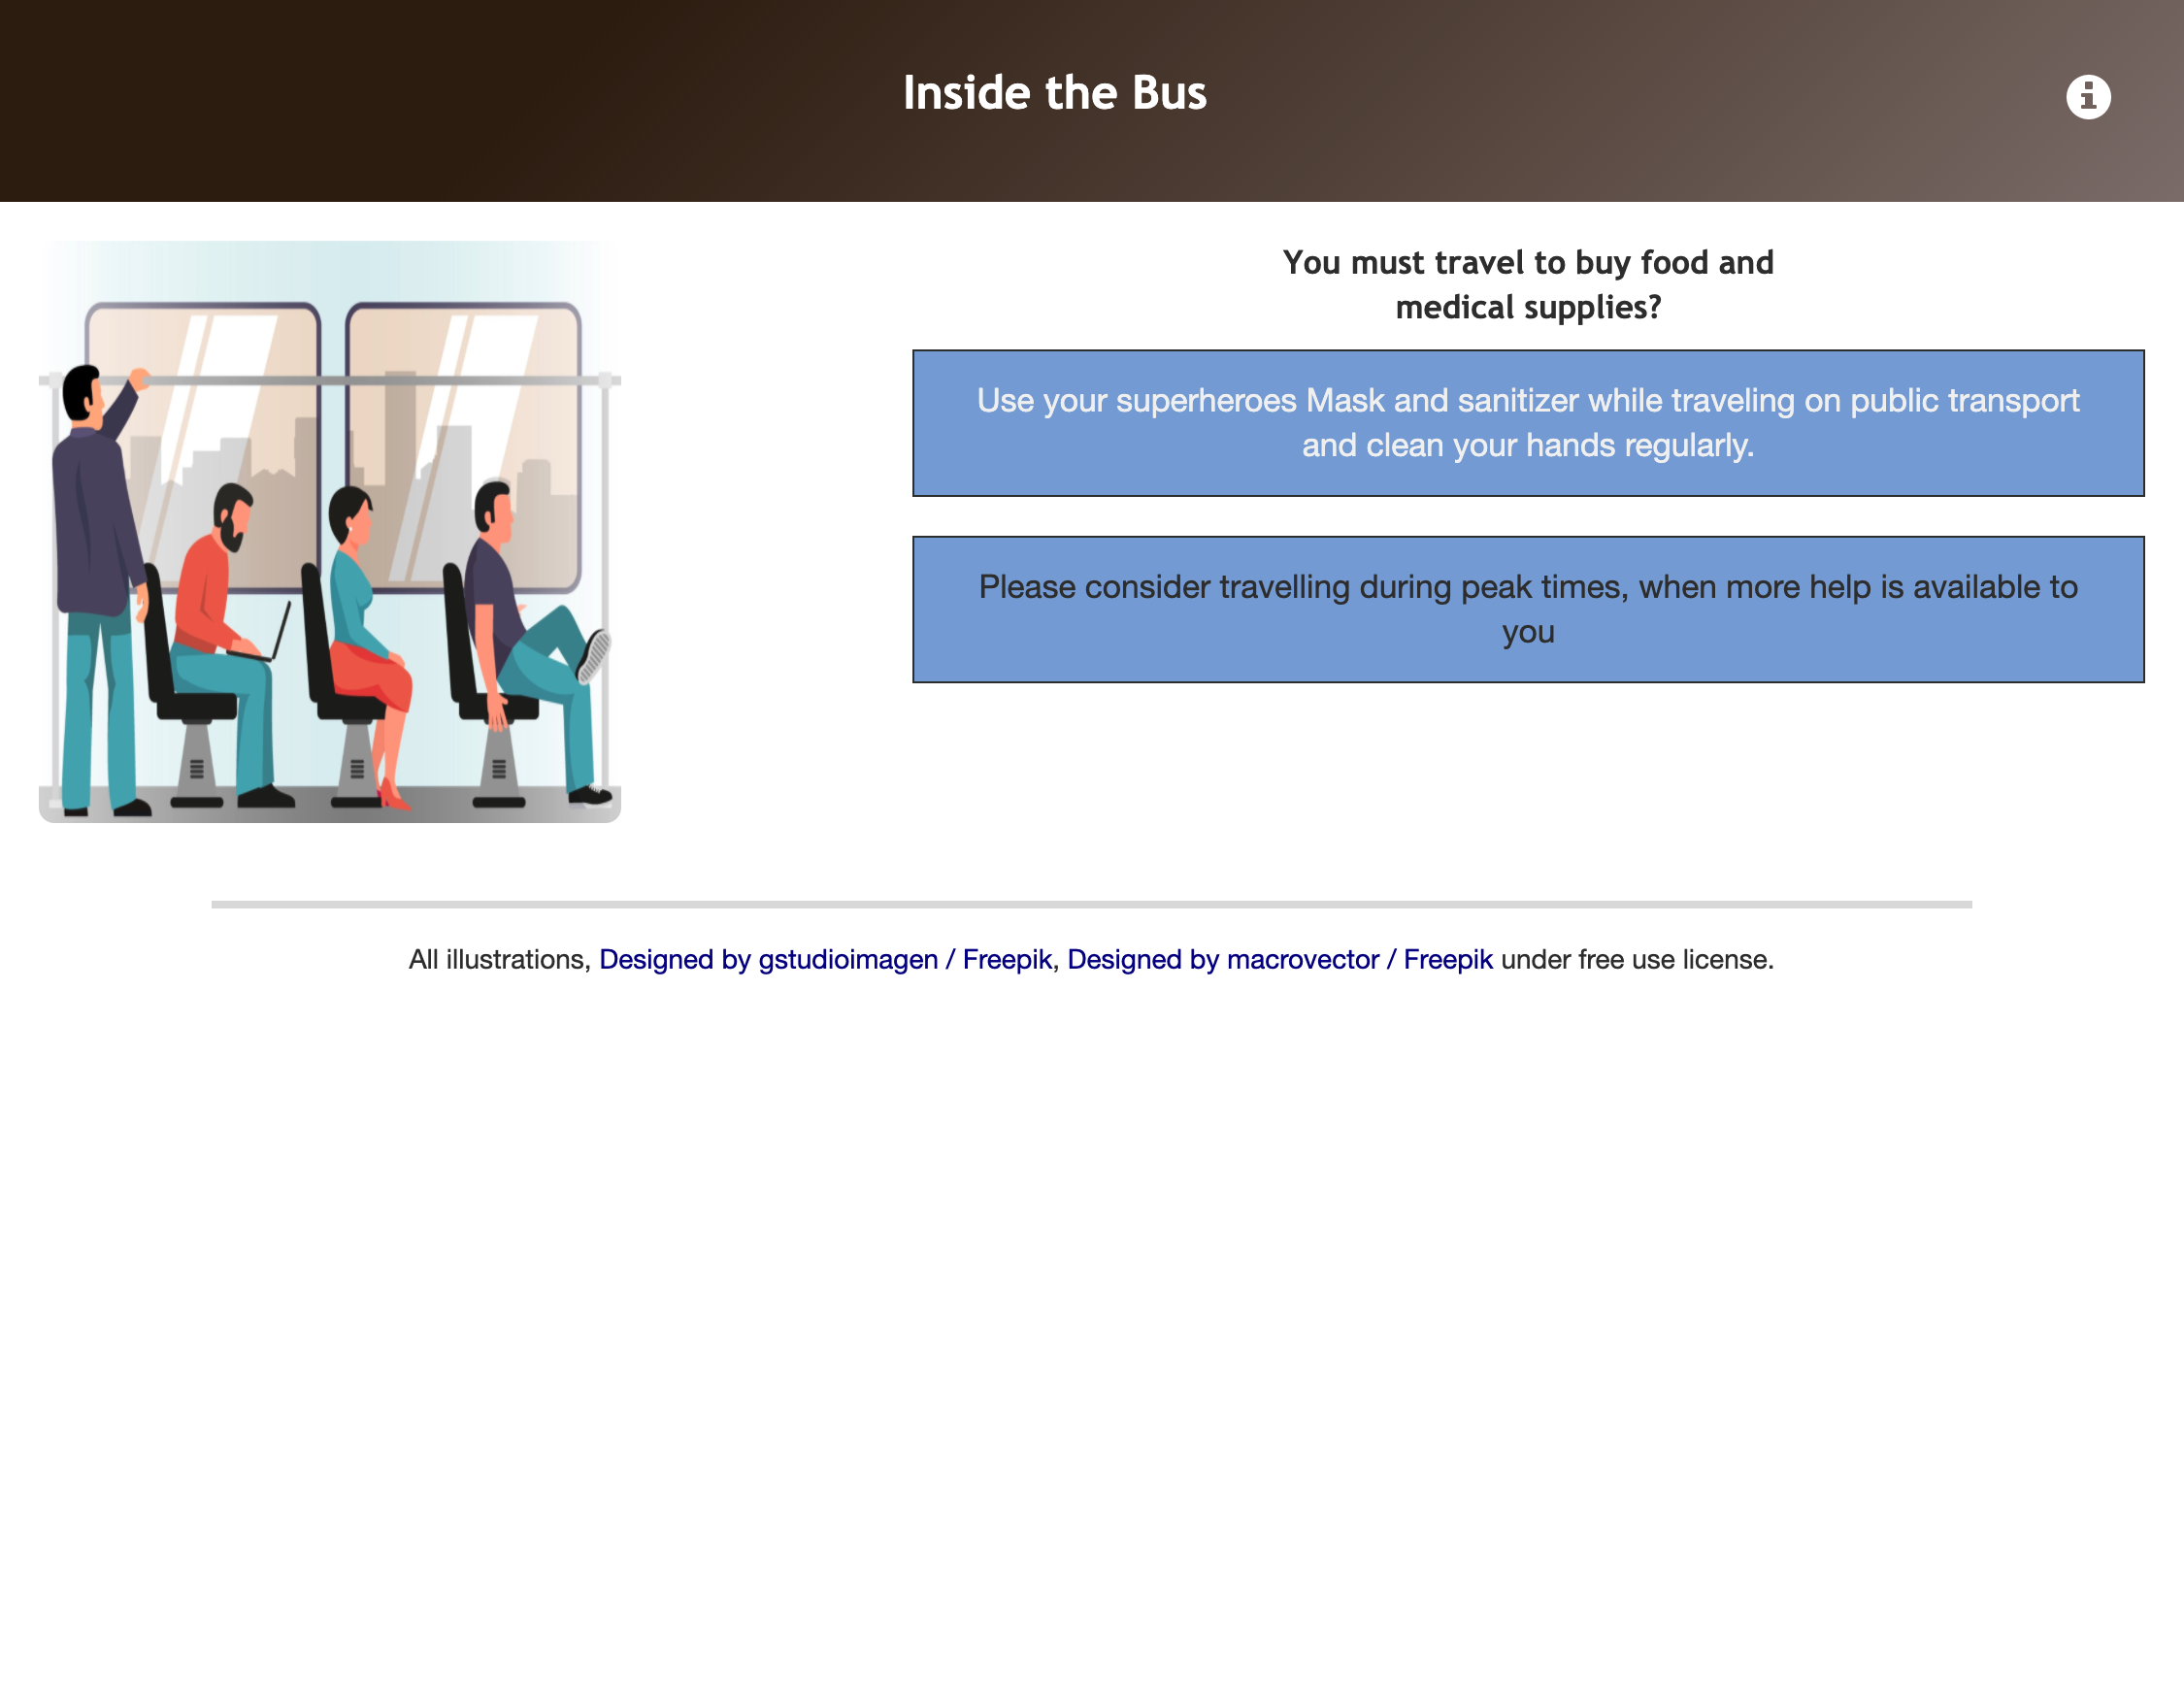 Inside the Bus
You must travel to buy food and
medical supplies?
Use your superheroes Mask and sanitizer while traveling on public transport
and clean your hands regularly.
Please consider travelling during peak times, when more help is available to
you
All illustrations, Designed by gstudioimagen / Freepik, Designed by macrovector / Freepik under free use license.